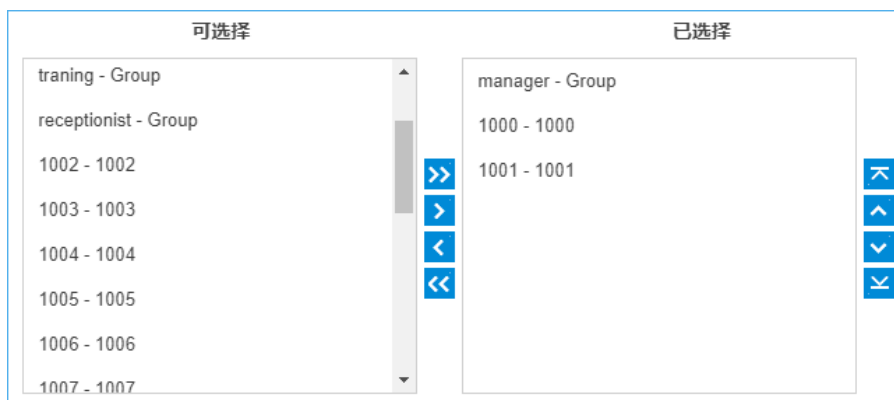 可选择
traning - Group
receptionist - Group
1002 - 1002
1003 - 1003
1004 - 1004
1005 - 1005
1006 - 1006
1007 - 1007
已选择
manager - Group
1000 - 1000
1001 - 1001